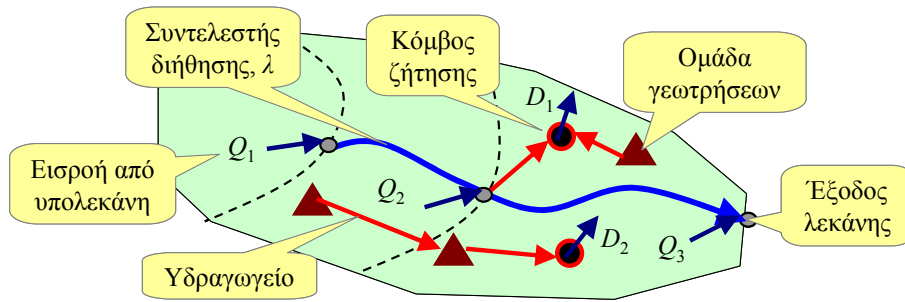 Συντελεστής
διήθησης, λ
Κόμβος
ζήτησης
Ομάδα
γεωτρήσεων
D1
Q1
Εισροή από
υπολεκάνη
Q2
Έξοδος
λεκάνης
D2
Q3
Υδραγωγείο